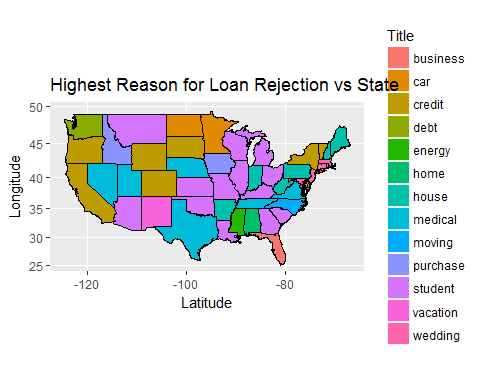 Highest Reason for Loan Rejection vs State
50
45
40
35
30
25
Longitude
-120
-100
-80
Latitude
Title
business
car
credit
debt
energy
home
house
medical
moving
purchase
student
vacation
wedding